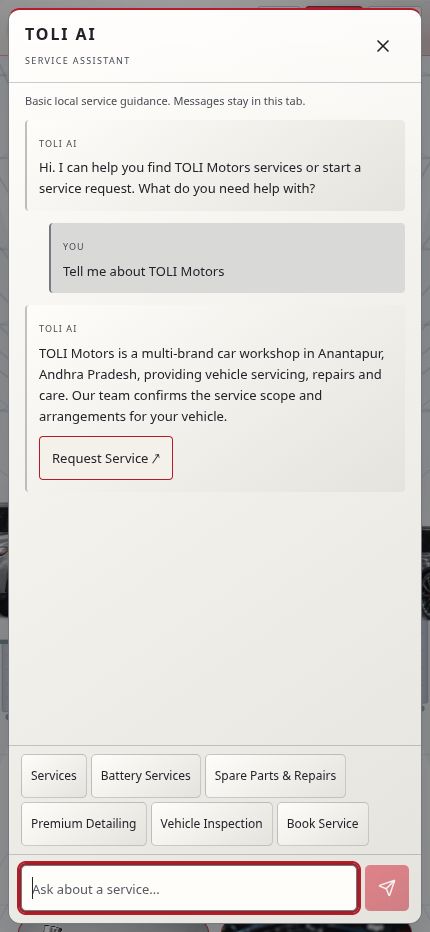 TOLI AI
SERVICE ASSISTANT
Basic local service guidance. Messages stay in this tab.
TOLI AI
Hi. I can help you find TOLI Motors services or start a
service request. What do you need help with?
YOU
Tell me about TOLI Motors
TOLI AI
TOLI Motors is a multi-brand car workshop in Anantapur,
Andhra Pradesh, providing vehicle servicing, repairs and
care. Our team confirms the service scope and
arrangements for your vehicle.
Request Service ↗
Services
Battery Services
Spare Parts & Repairs
Premium Detailing
Vehicle Inspection
Book Service
Ask about a service...